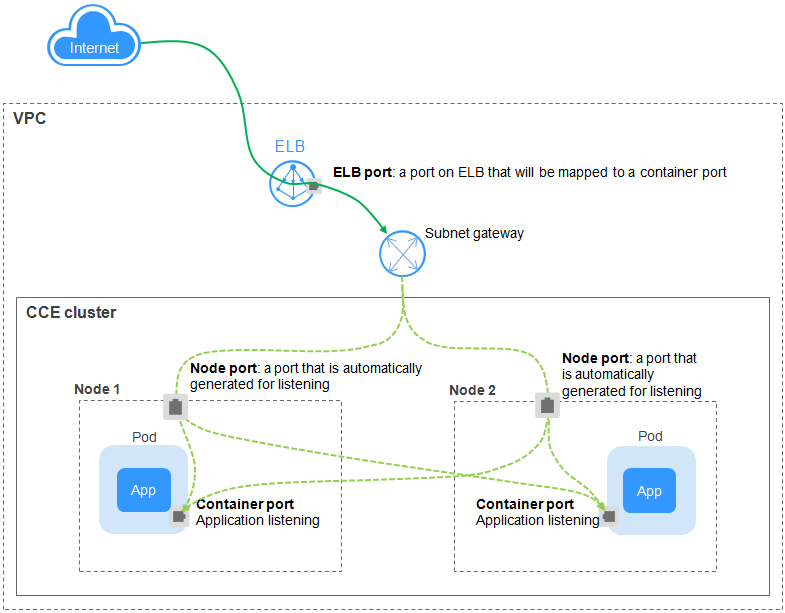 Internet
VPC
ELB
ELB port: a port on ELB that will be mapped to a container port
Subnet gateway
CCE cluster
Node port: a port that is automatically
generated for listening
Node port: a port that
is automatically
generated for listening
Node 1
Node 2
Pod
App
Container port
Application listening
Pod
App
Container port
Application listening